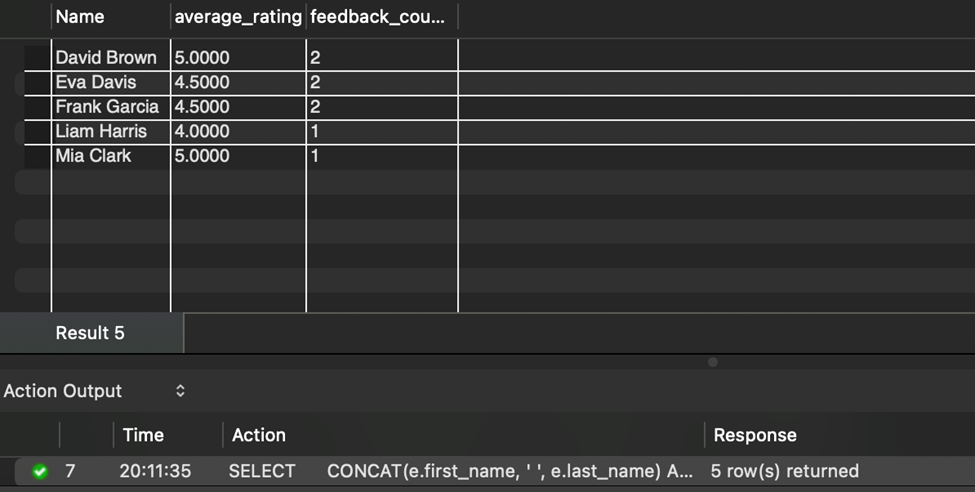 Name average_rating feedback_cou...
David Brown 5.0000 2
Eva Davis 4.5000 2
Frank Garcia 4.5000 2
Liam Harris 4.0000 1
Mia Clark 5.0000 1
Result 5
Action Output
Time Action Response
7 20:11:35 SELECT CONCAT(e.first_name, ' ', e.last_name) A... 5 row(s) returned